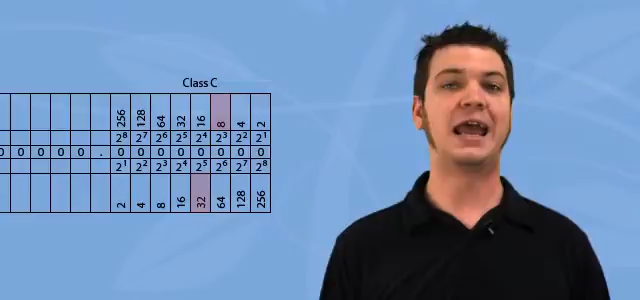 Class C
256 128 64 32 16 8 4 2
2⁸ 2⁷ 2⁶ 2⁵ 2⁴ 2³ 2² 2¹
0 0 0 0 0 . 0 0 0 0 0 0 0 0
2¹ 2² 2³ 2⁴ 2⁵ 2⁶ 2⁷ 2⁸
2 4 8 16 32 64 128 256